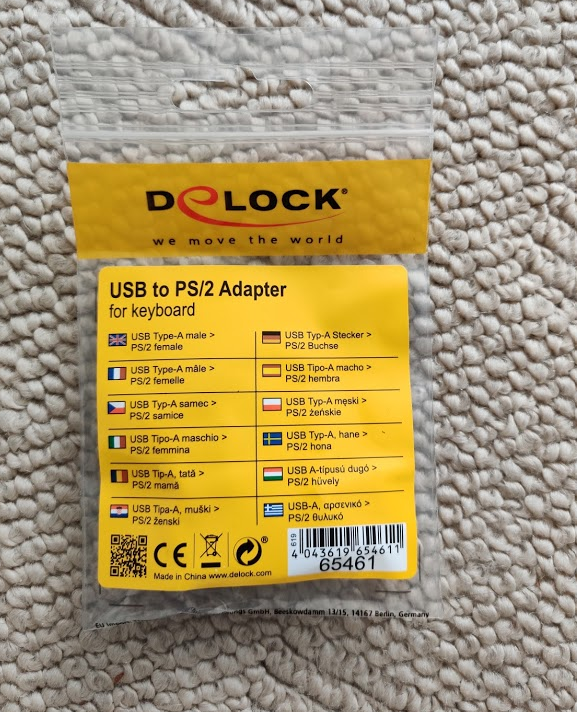 DELOCK®
we move the world
USB to PS/2 Adapter
for keyboard
USB Type-A male >
PS/2 female
USB Typ-A Stecker >
PS/2 Buchse
USB Type-A mâle >
PS/2 femelle
USB Tipo-A macho >
PS/2 hembra
USB Typ-A samec >
PS/2 samice
USB Typ-A męski >
PS/2 żeńskie
USB Tipo-A maschio >
PS/2 femmina
USB Typ-A, hane >
PS/2 hona
USB Tip-A, tată >
PS/2 mamă
USB A-típusú dugó >
PS/2 hüvely
USB Tipa-A, muški >
PS/2 ženski
USB-A, αρσενικό >
PS/2 θυλυκό
CE
®
619
4 043619 654611
65461
Made in China www.delock.com
GmbH, Beeskowdamm 13/15, 14167 Berlin, Germany